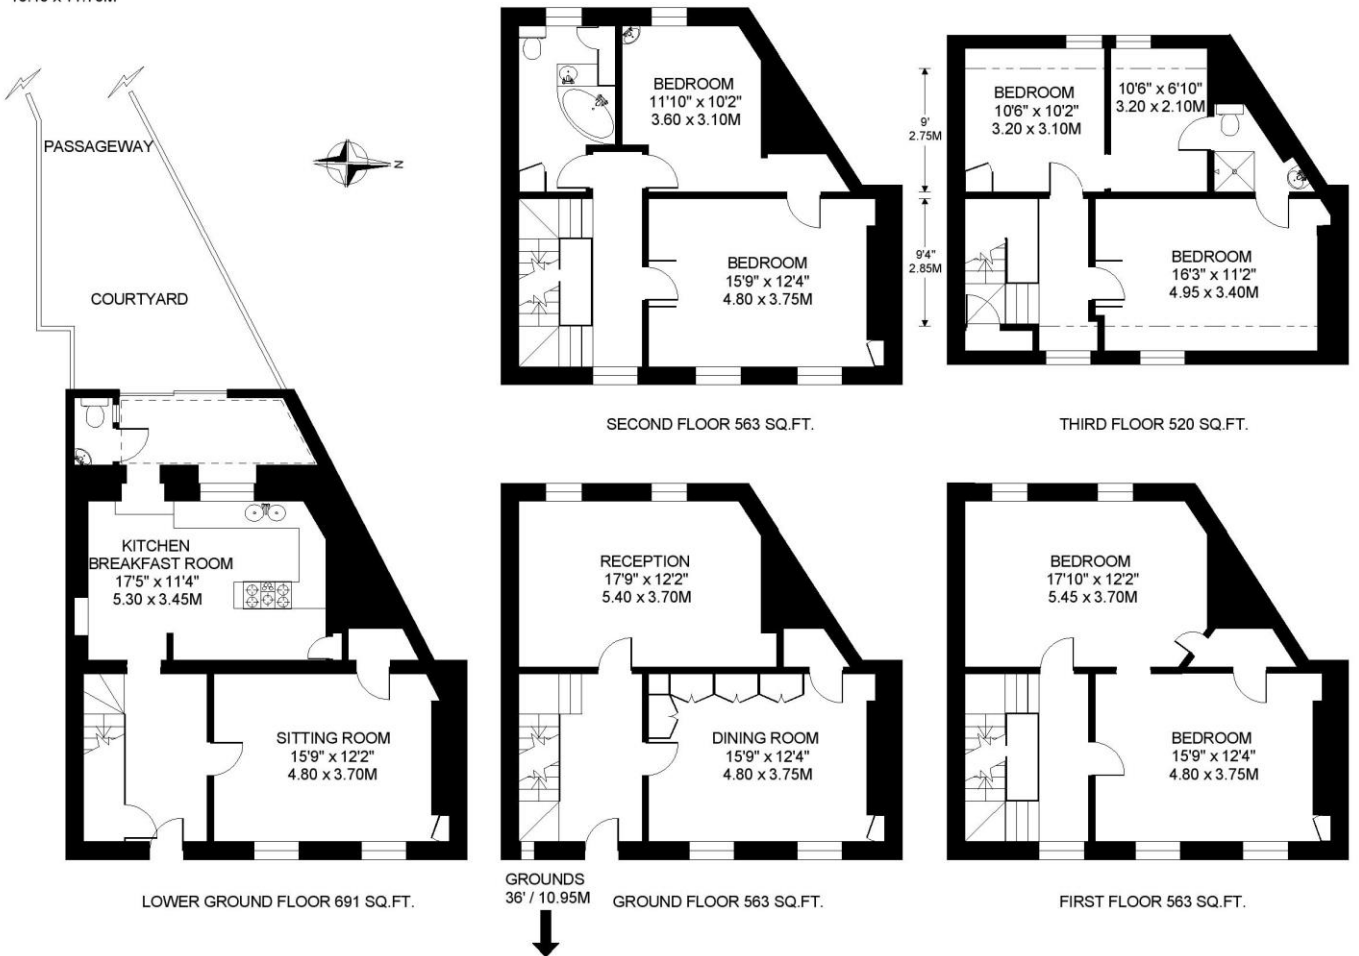 PASSAGEWAY
COURTYARD
N
BEDROOM
11'10" x 10'2"
3.60 x 3.10M
BEDROOM
15'9" x 12'4"
4.80 x 3.75M
SECOND FLOOR 563 SQ.FT.
9'
2.75M
9'4"
2.85M
BEDROOM
10'6" x 10'2"
3.20 x 3.10M
10'6" x 6'10"
3.20 x 2.10M
BEDROOM
16'3" x 11'2"
4.95 x 3.40M
THIRD FLOOR 520 SQ.FT.
KITCHEN
BREAKFAST ROOM
17'5" x 11'4"
5.30 x 3.45M
SITTING ROOM
15'9" x 12'2"
4.80 x 3.70M
LOWER GROUND FLOOR 691 SQ.FT.
RECEPTION
17'9" x 12'2"
5.40 x 3.70M
DINING ROOM
15'9" x 12'4"
4.80 x 3.75M
GROUNDS
36' / 10.95M
GROUND FLOOR 563 SQ.FT.
BEDROOM
17'10" x 12'2"
5.45 x 3.70M
BEDROOM
15'9" x 12'4"
4.80 x 3.75M
FIRST FLOOR 563 SQ.FT.